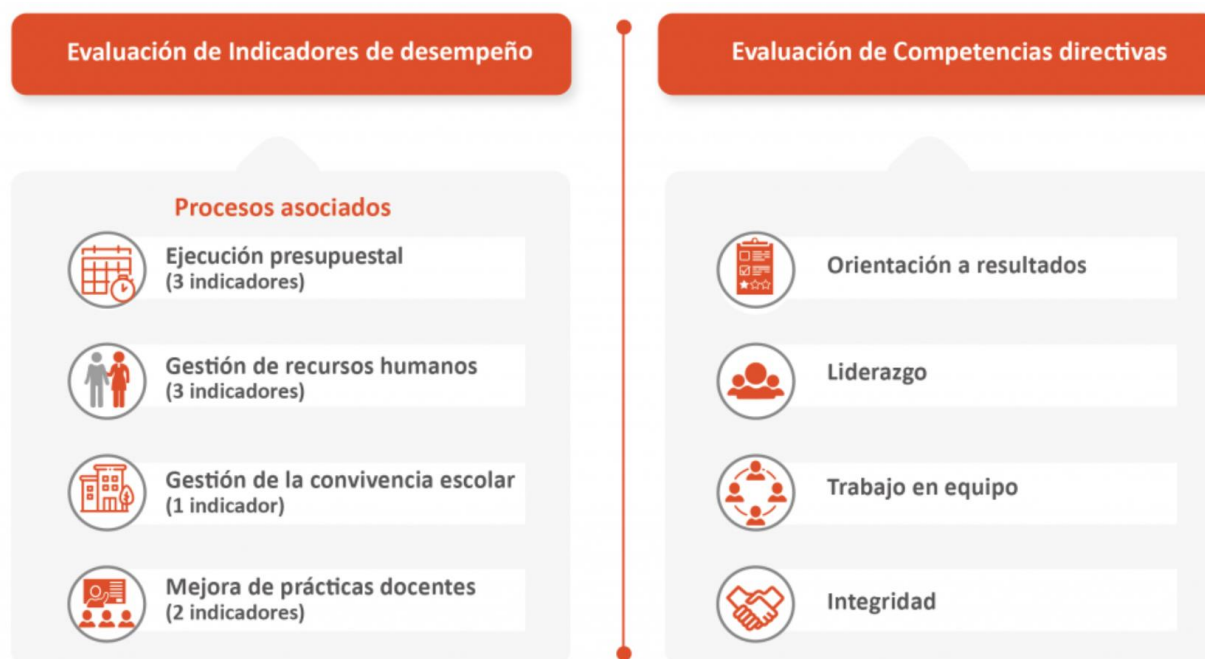 Evaluación de Indicadores de desempeño
Procesos asociados
Ejecución presupuestal
(3 indicadores)
Gestión de recursos humanos
(3 indicadores)
Gestión de la convivencia escolar
(1 indicador)
Mejora de prácticas docentes
(2 indicadores)
Evaluación de Competencias directivas
Orientación a resultados
Liderazgo
Trabajo en equipo
Integridad